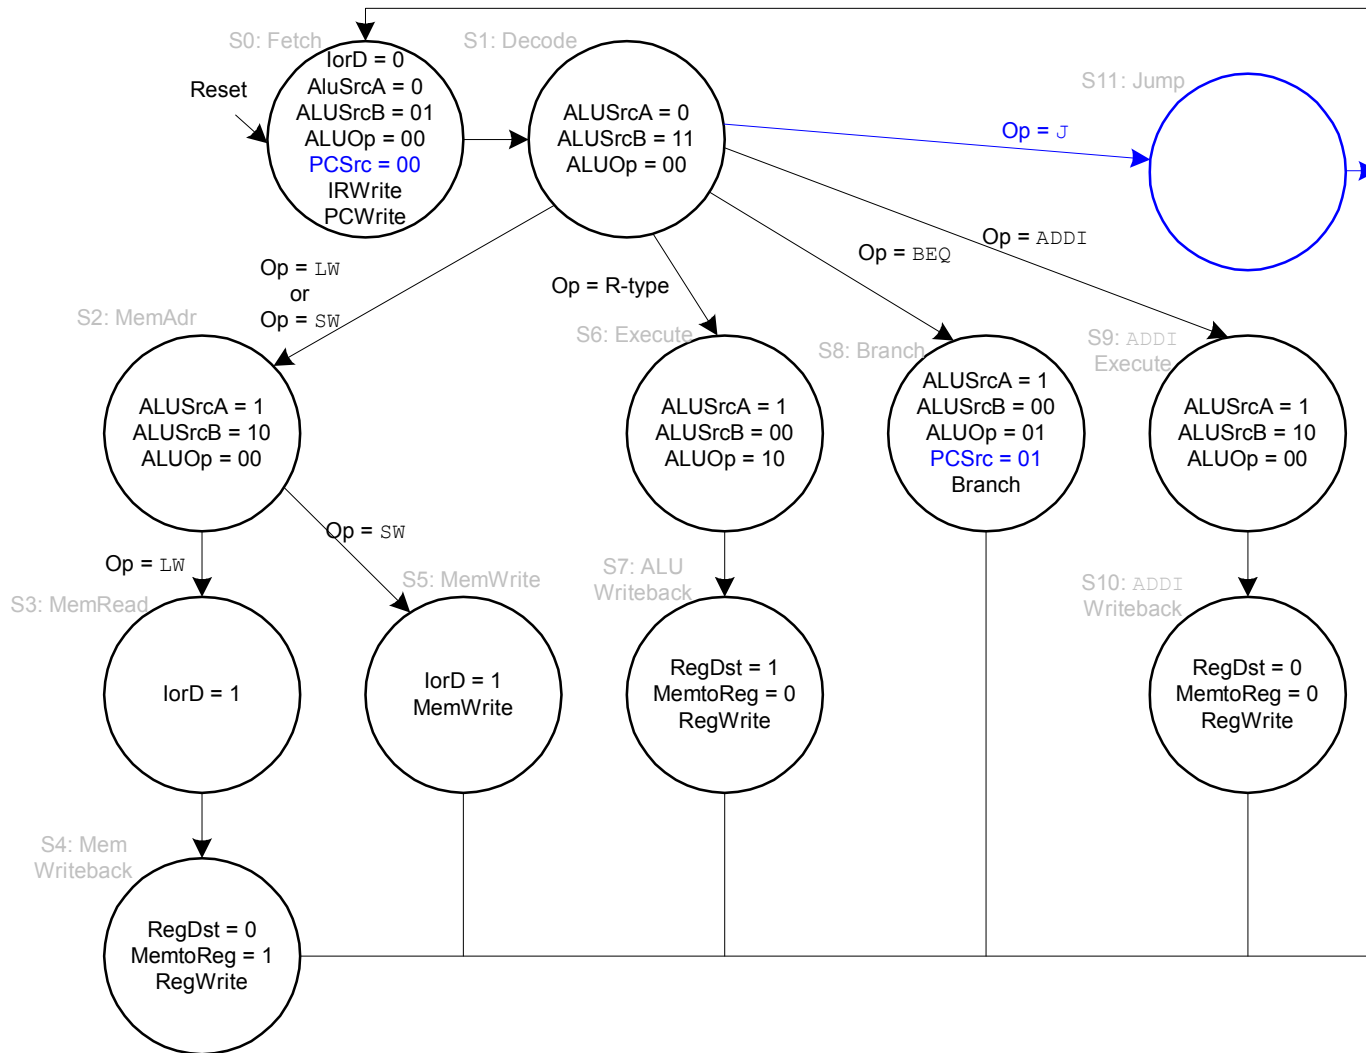 S0: Fetch
IorD = 0
AluSrcA = 0
ALUSrcB = 01
ALUOp = 00
PCSrc = 00
IRWrite
PCWrite
Reset
S1: Decode
ALUSrcA = 0
ALUSrcB = 11
ALUOp = 00
S11: Jump
Op = J
Op = ADDI
Op = BEQ
Op = R-type
Op = LW
or
Op = SW
S2: MemAdr
ALUSrcA = 1
ALUSrcB = 10
ALUOp = 00
S6: Execute
ALUSrcA = 1
ALUSrcB = 00
ALUOp = 10
S8: Branch
ALUSrcA = 1
ALUSrcB = 00
ALUOp = 01
PCSrc = 01
Branch
S9: ADDI
Execute
ALUSrcA = 1
ALUSrcB = 10
ALUOp = 00
Op = LW
Op = SW
S3: MemRead
IorD = 1
S5: MemWrite
IorD = 1
MemWrite
S7: ALU
Writeback
RegDst = 1
MemtoReg = 0
RegWrite
S10: ADDI
Writeback
RegDst = 0
MemtoReg = 0
RegWrite
S4: Mem
Writeback
RegDst = 0
MemtoReg = 1
RegWrite